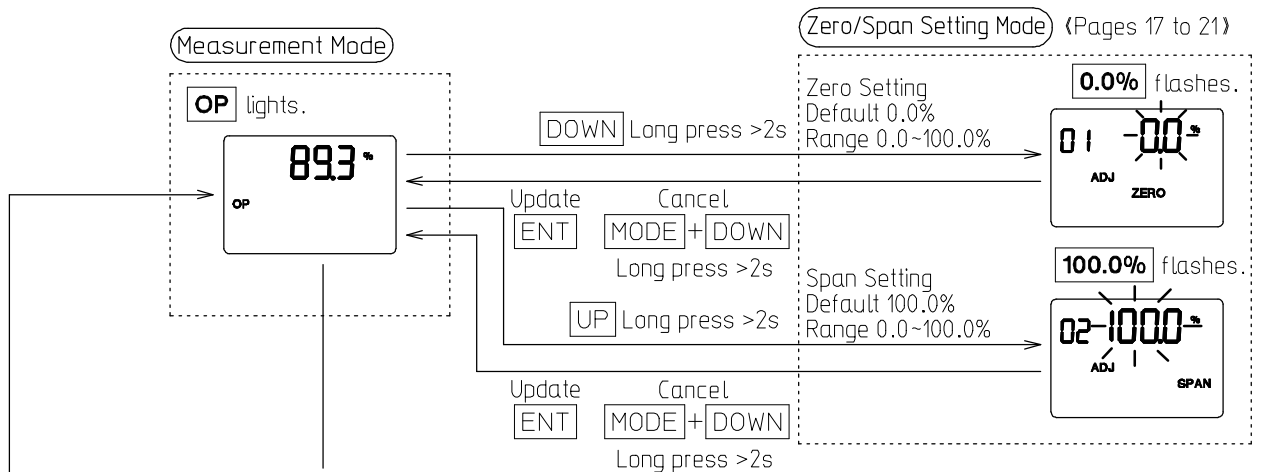 Measurement Mode
OP lights.
89.3 %
OP
Zero/Span Setting Mode 《Pages 17 to 21》
Zero Setting
Default 0.0%
Range 0.0~100.0%
0.0% flashes.
01 0.0 %
ADJ
ZERO
DOWN Long press >2s
Update Cancel
ENT MODE + DOWN
Long press >2s
Span Setting
Default 100.0%
Range 0.0~100.0%
100.0% flashes.
02 100.0 %
ADJ
SPAN
UP Long press >2s
Update Cancel
ENT MODE + DOWN
Long press >2s